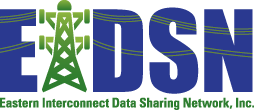 EIDSN
Eastern Interconnect Data Sharing Network, Inc.